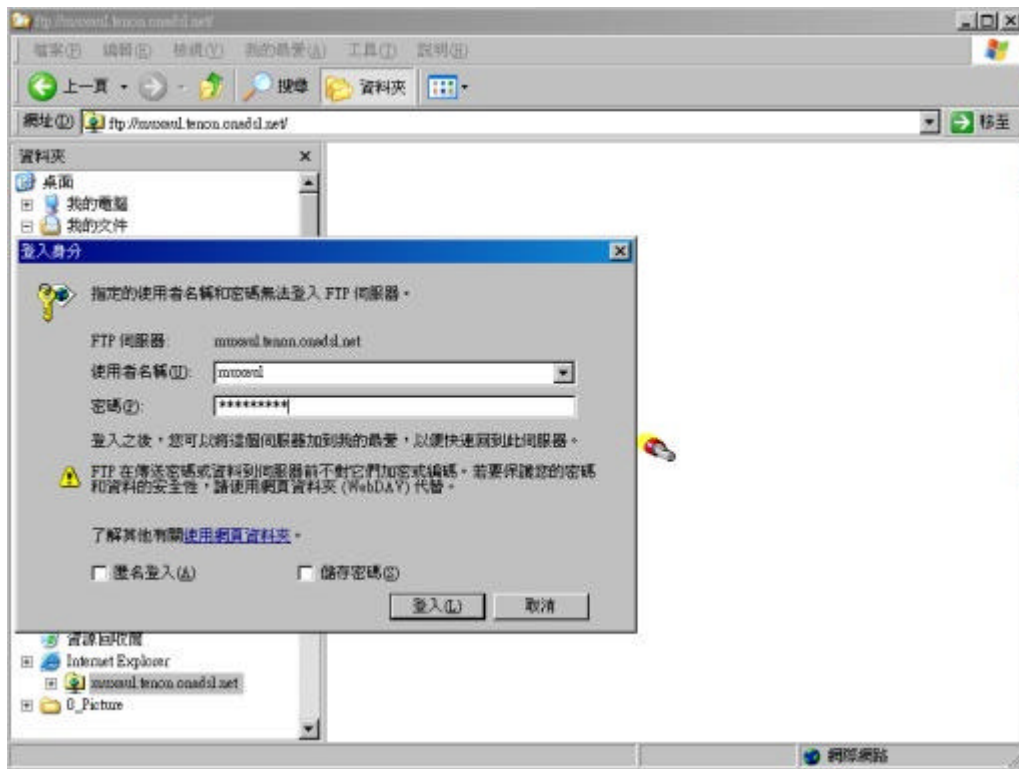 檔案(F) 編輯(E) 檢視(V) 我的最愛(A) 工具(T) 說明(H)
上一頁 搜尋 資料夾
網址(D) 移至
資料夾
桌面
我的電腦
我的文件
登入身分
指定的使用者名稱和密碼無法登入 FTP 伺服器。
FTP 伺服器:
使用者名稱(U):
密碼(P): *********
登入之後，您可以將這個伺服器加到我的最愛，以便快速回到此伺服器。
FTP 在傳送密碼或資料到伺服器前不對它們加密或編碼。若要保護您的密碼
和資料的安全性，請使用網頁資料夾 (WebDAV) 代替。
了解其他有關使用網頁資料夾。
匿名登入(A) 儲存密碼(S)
登入(L) 取消
資源回收筒
Internet Explorer
0_Picture
網際網路